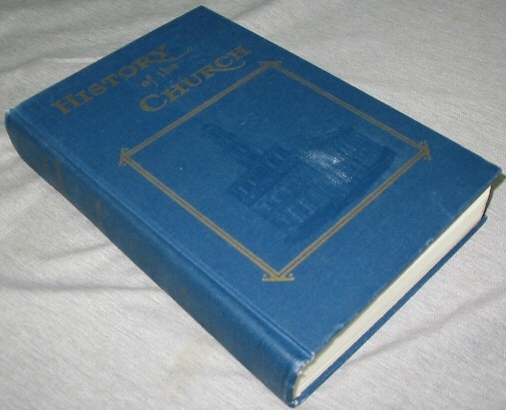 HISTORY
of the
CHURCH